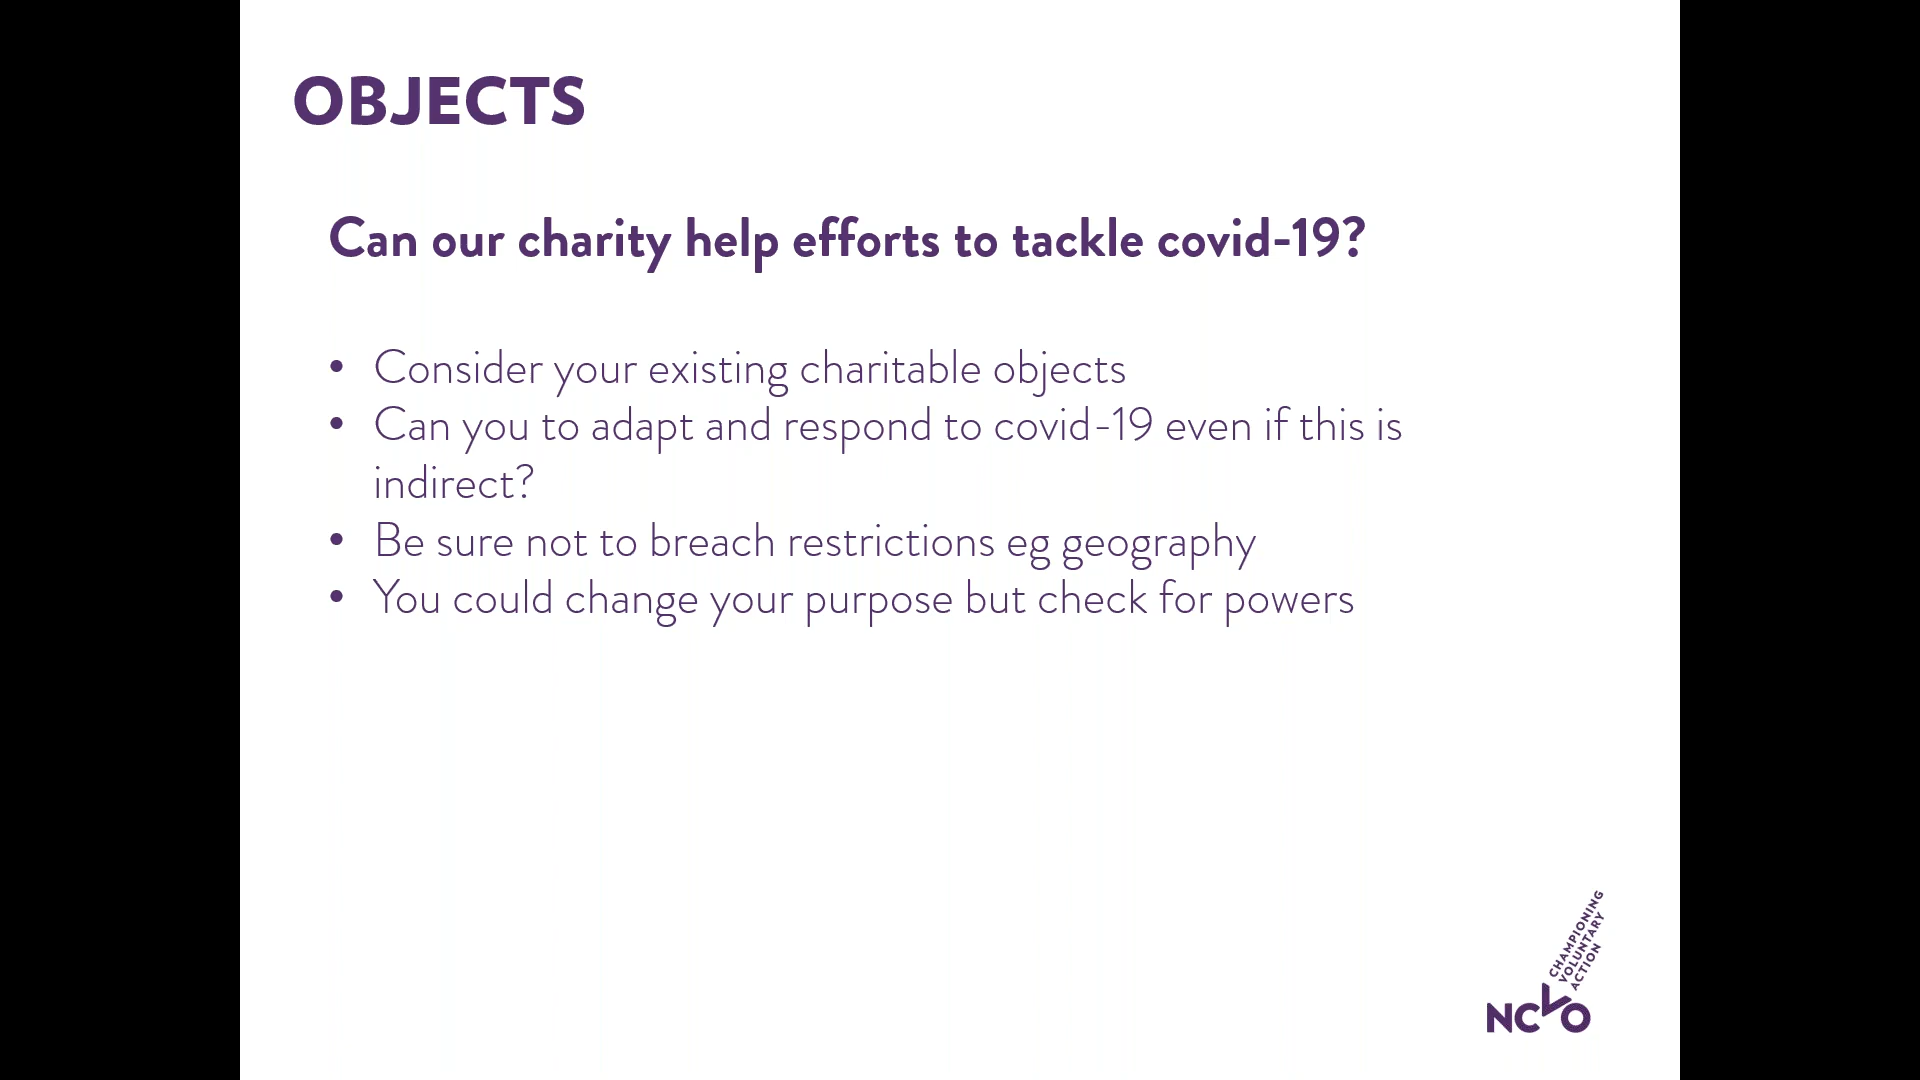 OBJECTS
Can our charity help efforts to tackle covid-19?
• Consider your existing charitable objects
• Can you to adapt and respond to covid-19 even if this is
indirect?
• Be sure not to breach restrictions eg geography
• You could change your purpose but check for powers
CHAMPIONING
VOLUNTARY
ACTION
NCVO